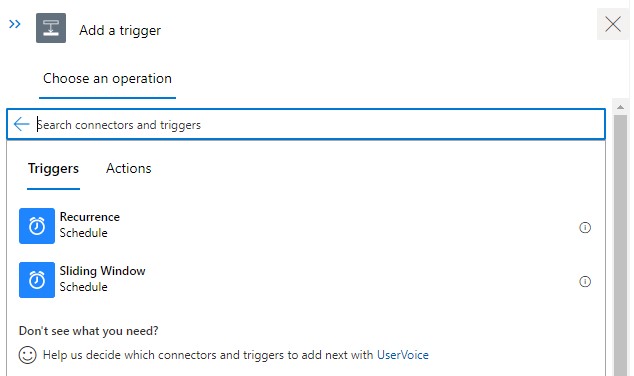 Add a trigger
Choose an operation
Search connectors and triggers
Triggers Actions
Recurrence
Schedule
Sliding Window
Schedule
Don't see what you need?
Help us decide which connectors and triggers to add next with UserVoice